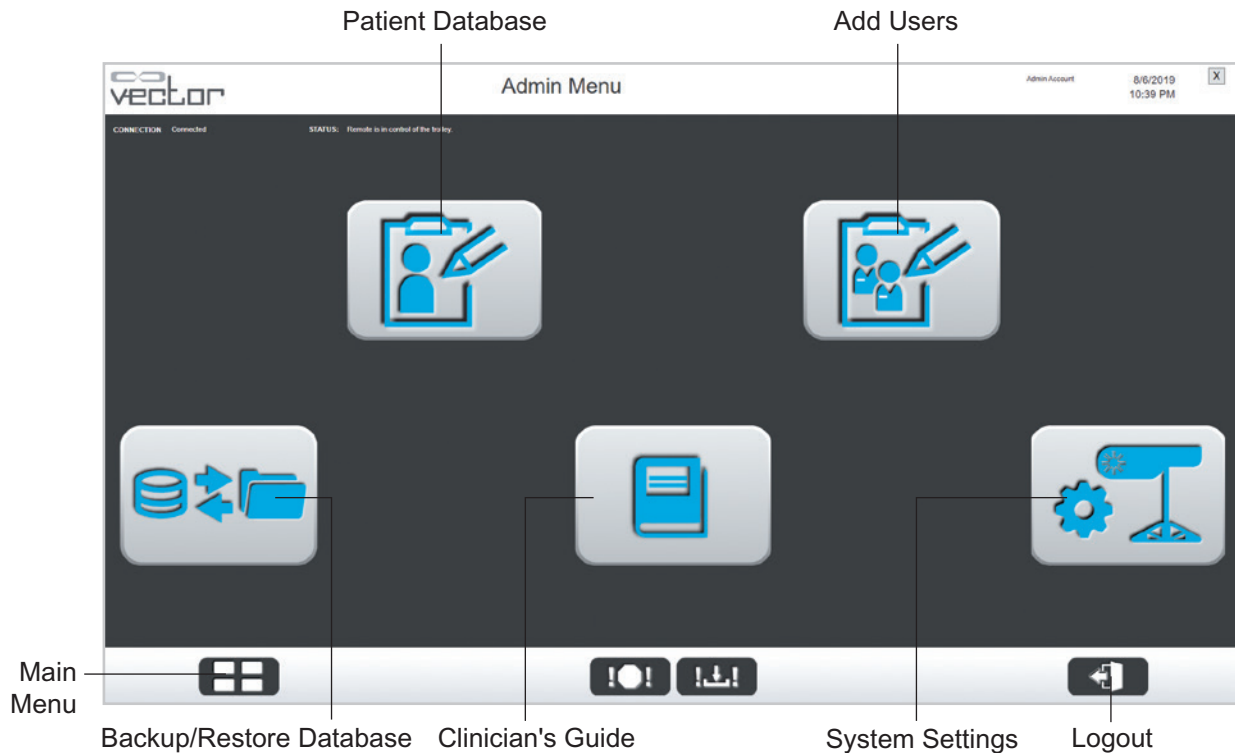 Patient Database
Add Users
vector
Admin Menu
Admin Account
8/6/2019
10:39 PM
X
CONNECTION Connected
STATUS: Remote is in control of the trolley.
Main
Menu
!!
!!
Backup/Restore Database
Clinician's Guide
System Settings
Logout